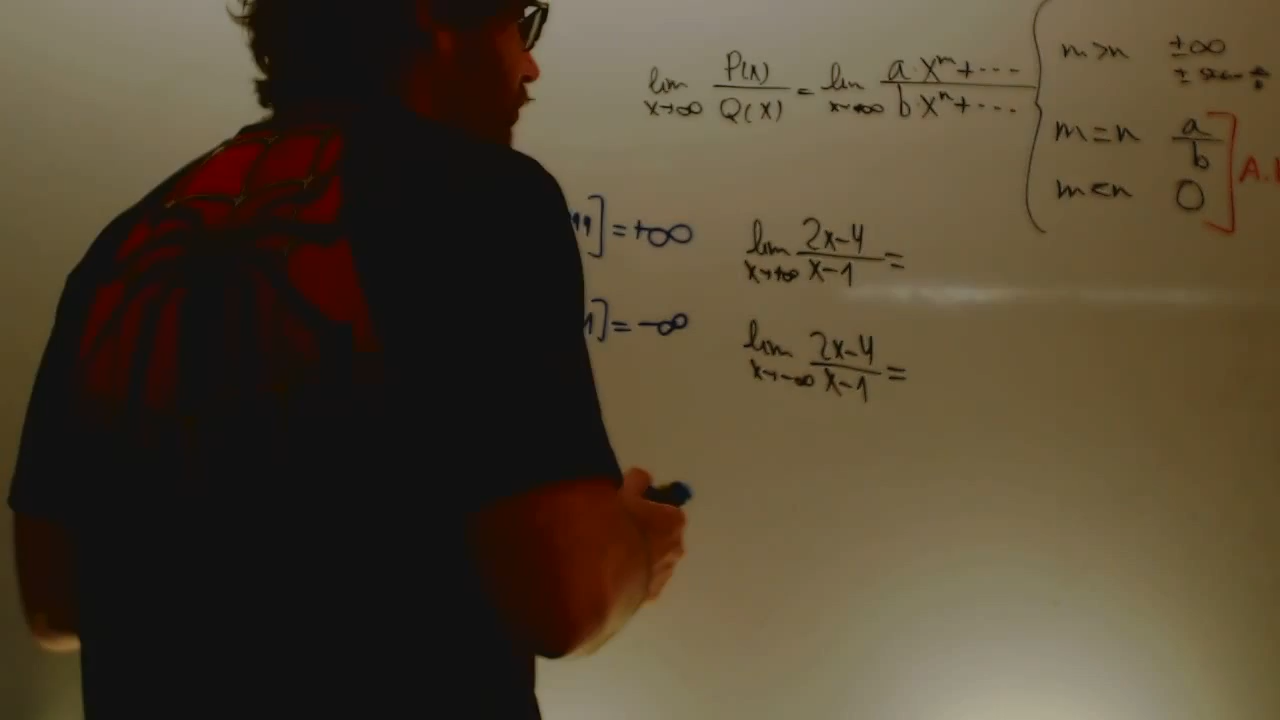 lim x→∞ P(x)/Q(x) = lim x→∞ a·x^m+···/b·x^n+···
m>n ±∞
m=n a/b
m<n 0
A.
]=+∞
]=-∞
lim x→+∞ 2x-4/x-1 =
lim x→-∞ 2x-4/x-1 =